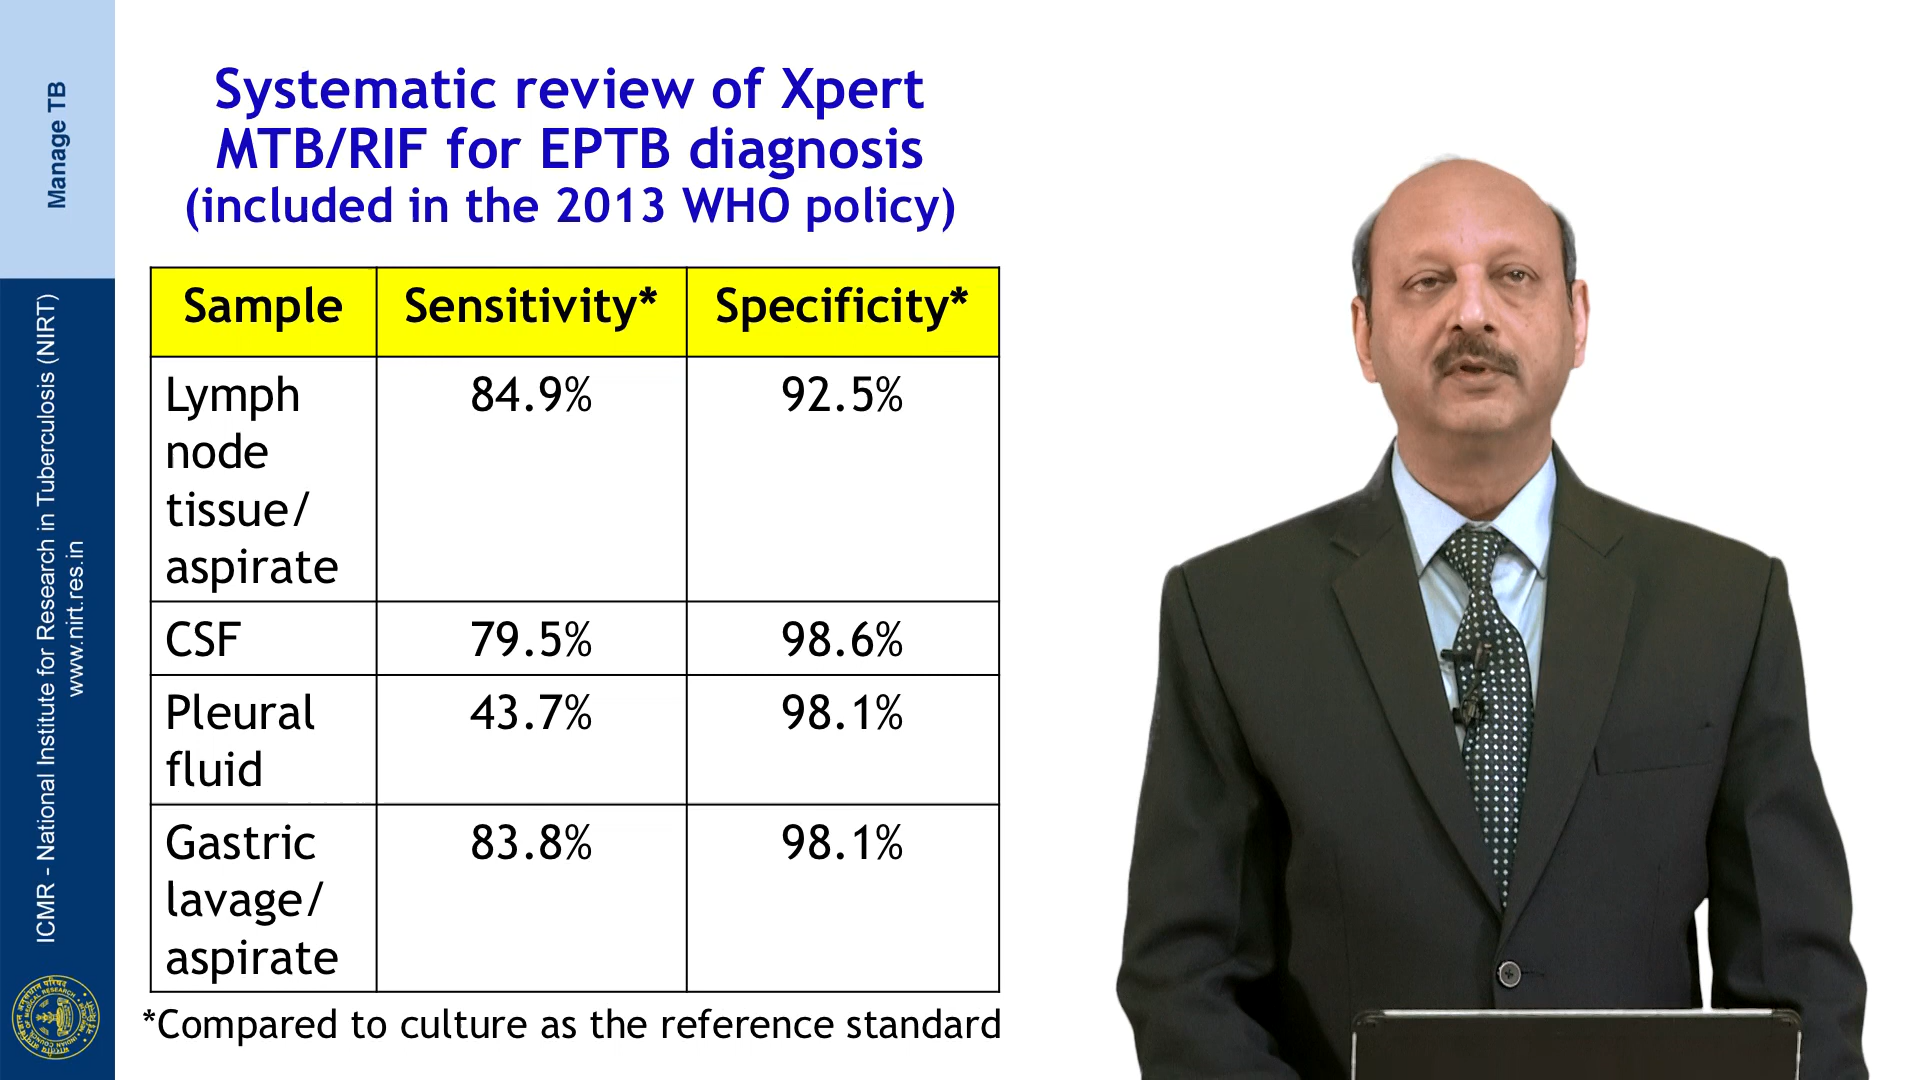 Manage TB
ICMR - National Institute for Research in Tuberculosis (NIRT)
www.nirt.res.in
Systematic review of Xpert
MTB/RIF for EPTB diagnosis
(included in the 2013 WHO policy)
Sample Sensitivity* Specificity*
Lymph 84.9% 92.5%
node
tissue/
aspirate
CSF 79.5% 98.6%
Pleural 43.7% 98.1%
fluid
Gastric 83.8% 98.1%
lavage/
aspirate
*Compared to culture as the reference standard